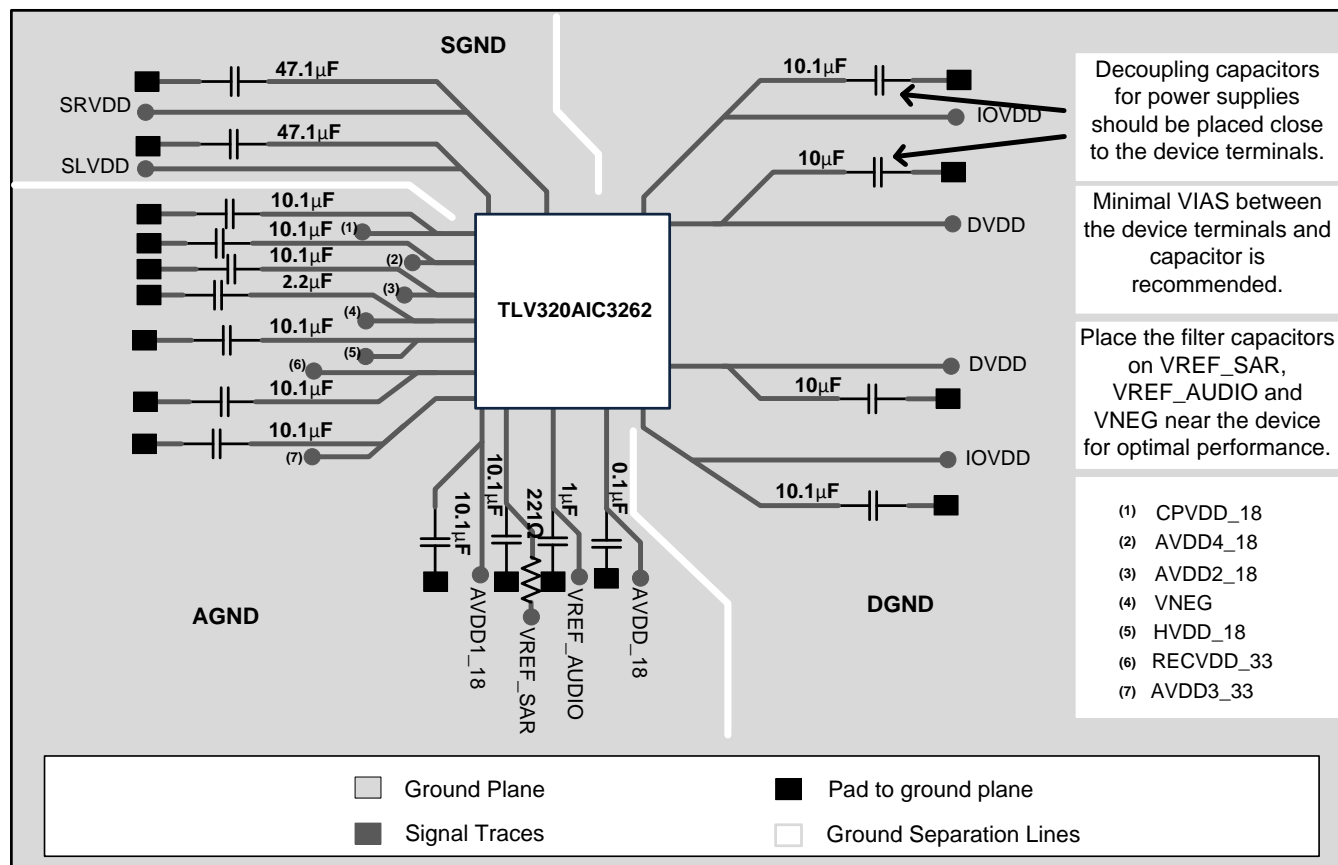 SGND
47.1µF
SRVDD
47.1µF
SLVDD
10.1µF
(1)
10.1µF
(2)
10.1µF
(3)
2.2µF
(4)
10.1µF
(5)
(6)
10.1µF
10.1µF
(7)
TLV320AIC3262
10.1µF
IOVDD
10µF
DVDD
DVDD
10µF
IOVDD
10.1µF
10.1µF
10.1µF
221Ω
1µF
0.1µF
AVDD1_18
VREF_SAR
VREF_AUDIO
AVDD_18
AGND
DGND
Decoupling capacitors
for power supplies
should be placed close
to the device terminals.
Minimal VIAS between
the device terminals and
capacitor is
recommended.
Place the filter capacitors
on VREF_SAR,
VREF_AUDIO and
VNEG near the device
for optimal performance.
(1) CPVDD_18
(2) AVDD4_18
(3) AVDD2_18
(4) VNEG
(5) HVDD_18
(6) RECVDD_33
(7) AVDD3_33
Ground Plane
Pad to ground plane
Signal Traces
Ground Separation Lines